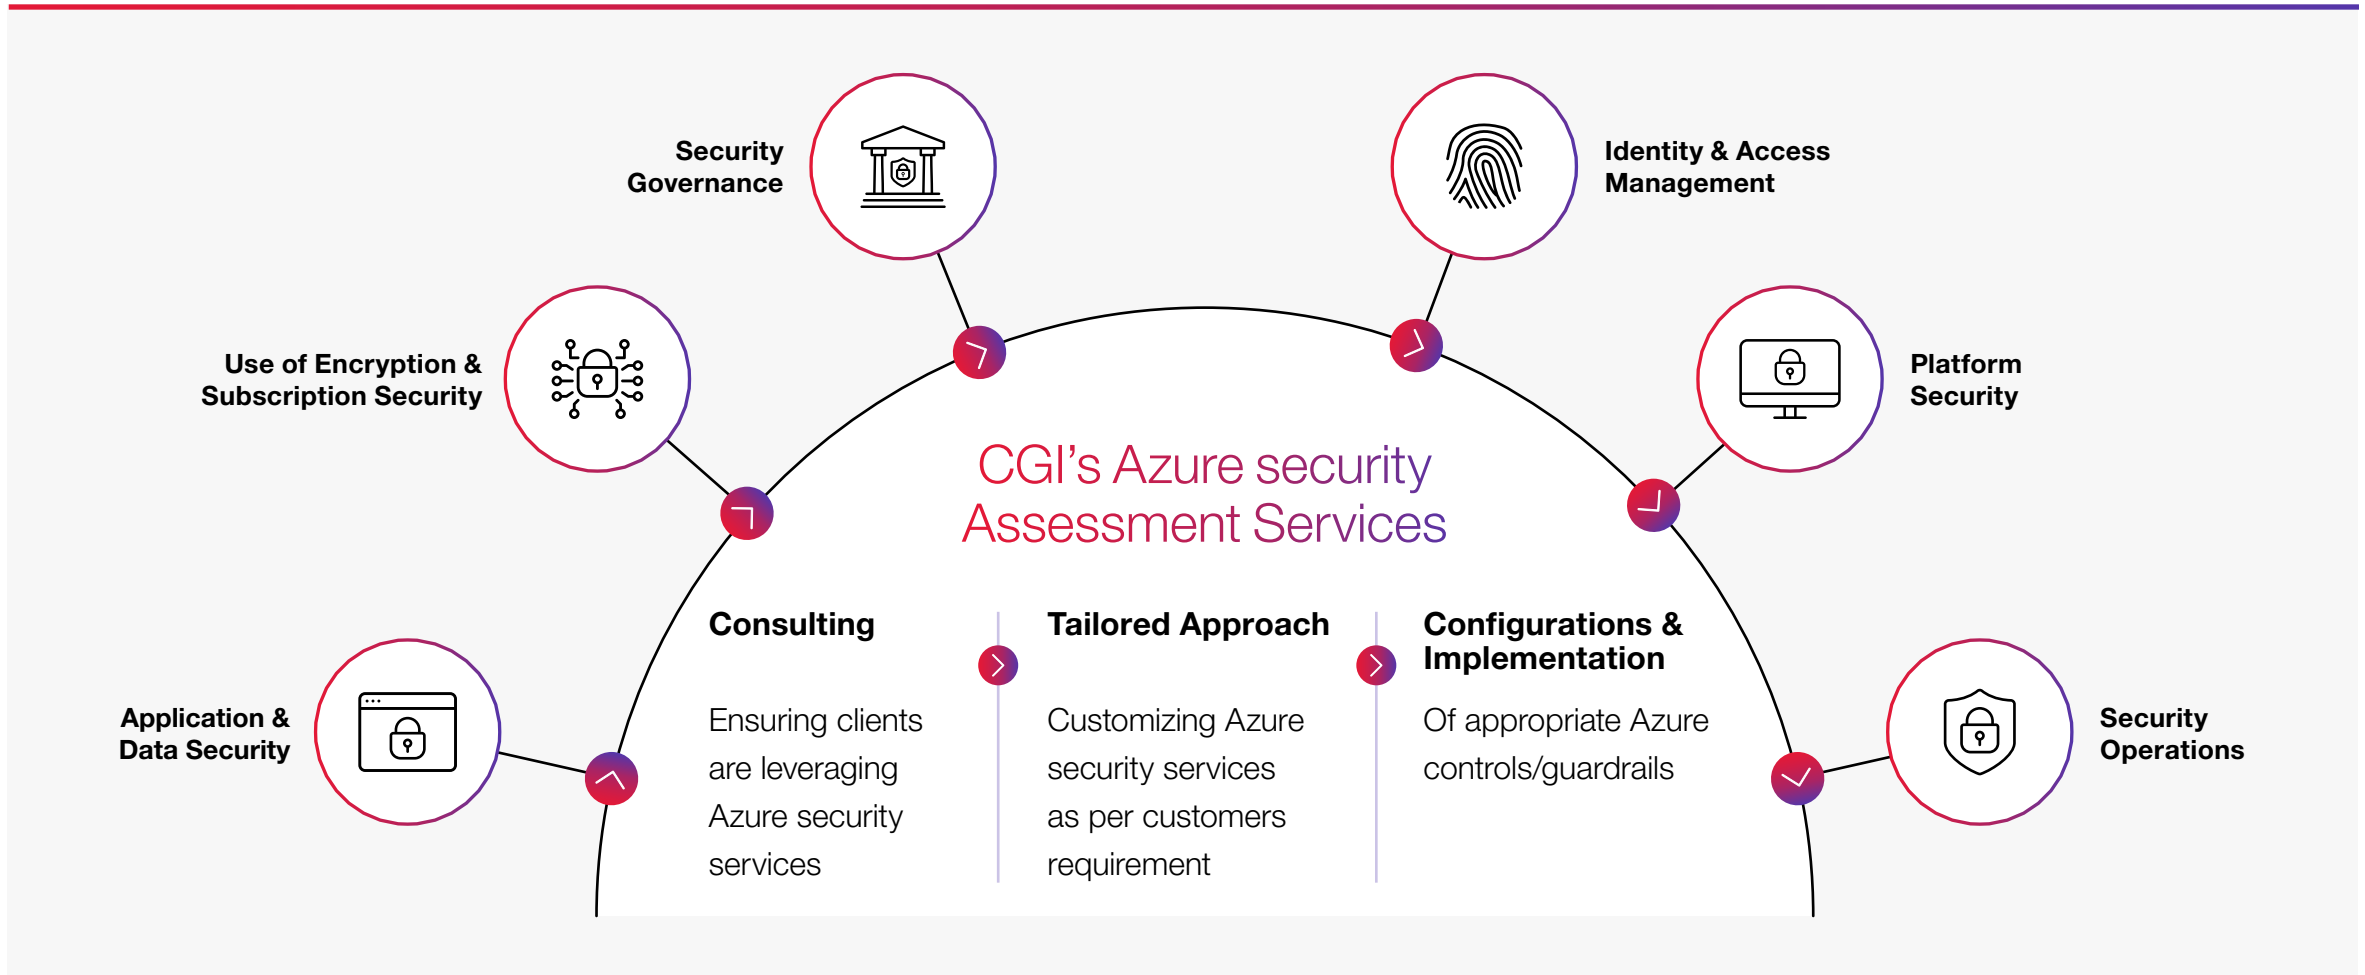 Security
Governance
Identity & Access
Management
Use of Encryption &
Subscription Security
Platform
Security
CGI’s Azure security
Assessment Services
Application &
Data Security
Consulting
Ensuring clients
are leveraging
Azure security
services
Tailored Approach
Customizing Azure
security services
as per customers
requirement
Configurations &
Implementation
Of appropriate Azure
controls/guardrails
Security
Operations